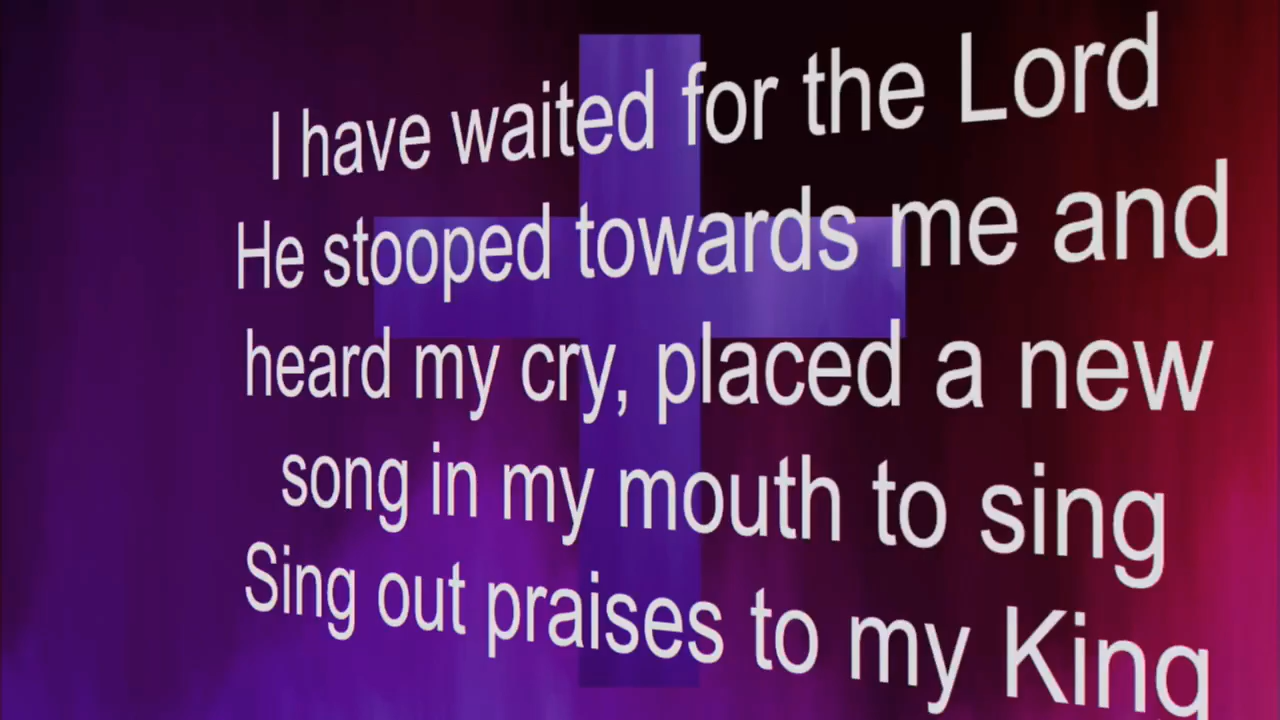 I have waited for the Lord
He stooped towards me and
heard my cry, placed a new
song in my mouth to sing
Sing out praises to my King